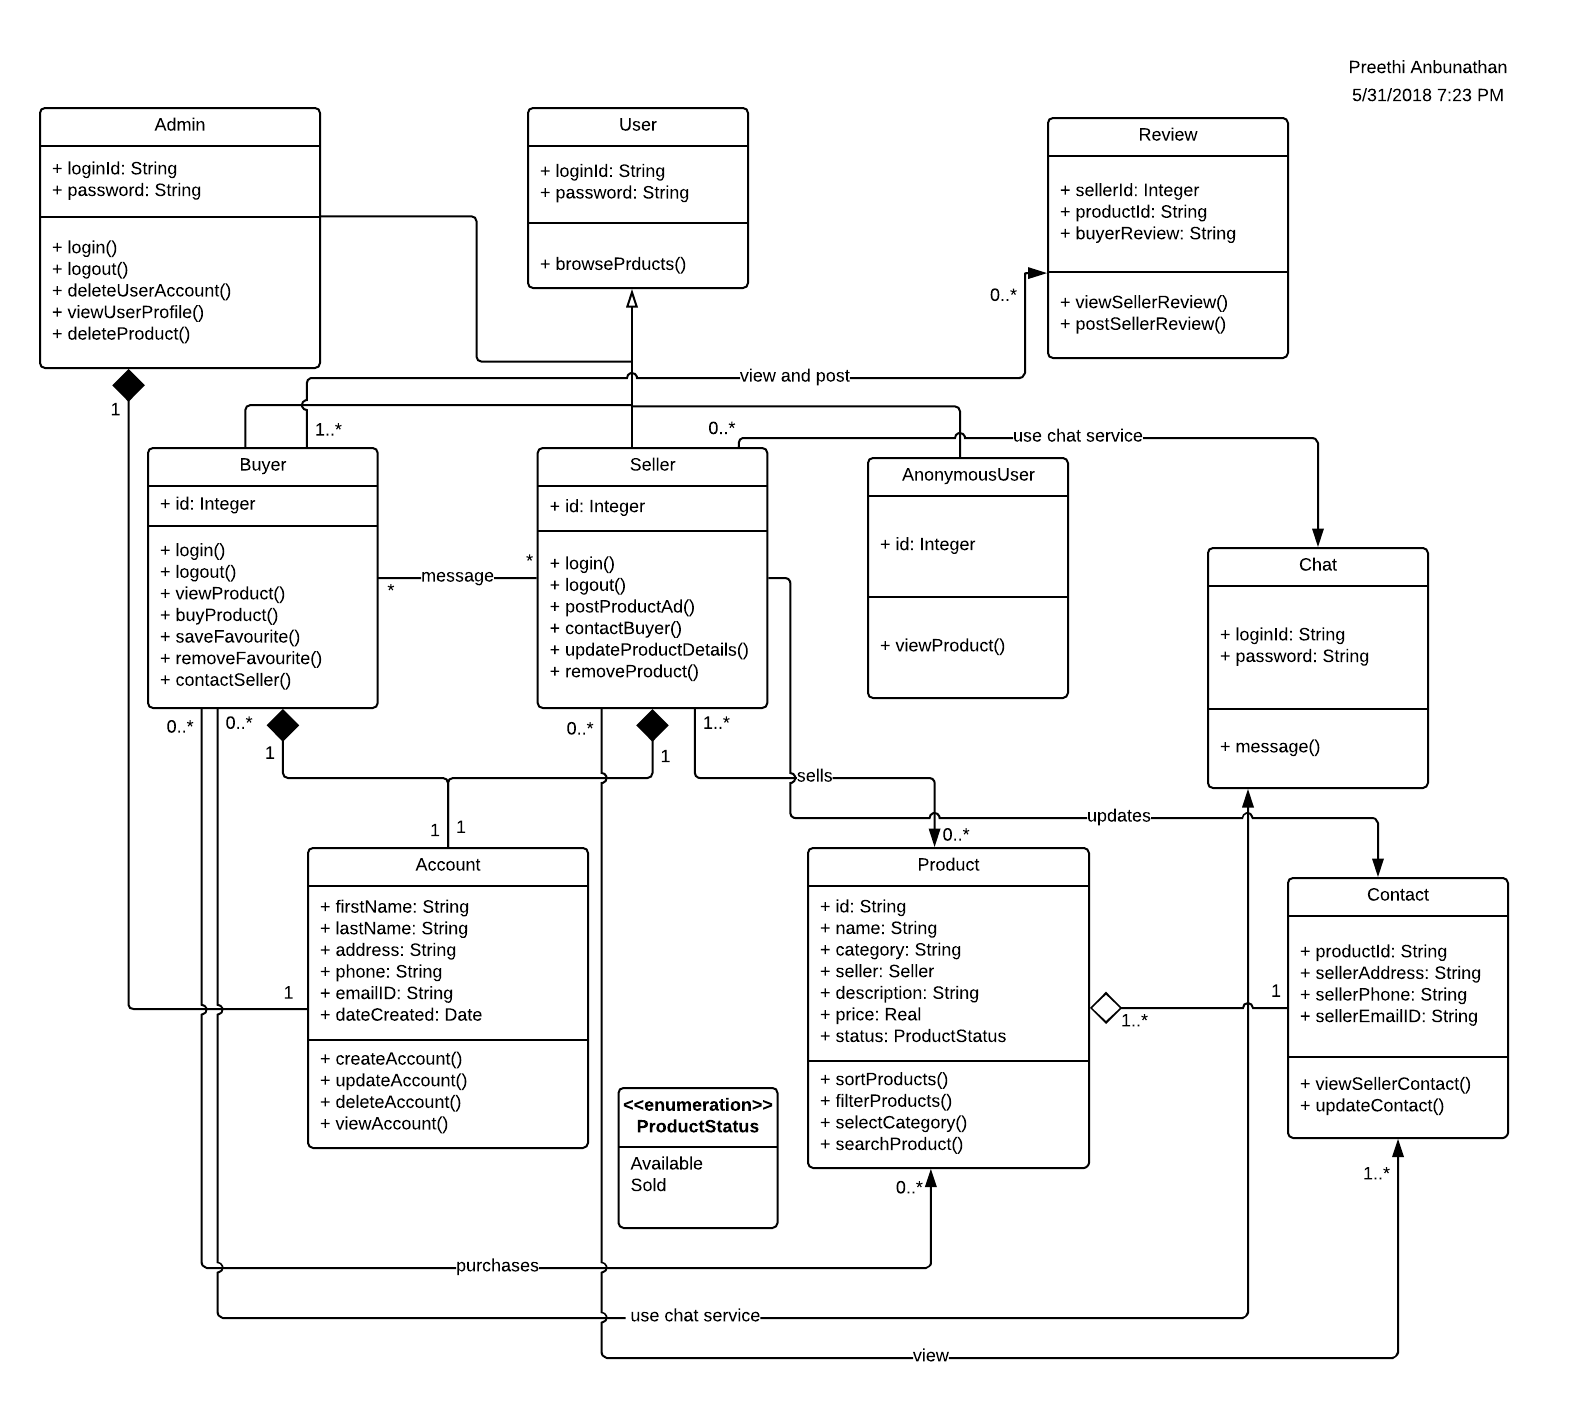 Preethi Anbunathan
5/31/2018 7:23 PM
Admin
+ loginId: String
+ password: String
+ login()
+ logout()
+ deleteUserAccount()
+ viewUserProfile()
+ deleteProduct()
1
User
+ loginId: String
+ password: String
+ browsePrducts()
Review
+ sellerId: Integer
+ productId: String
+ buyerReview: String
+ viewSellerReview()
+ postSellerReview()
0..*
view and post
1..*
0..*
use chat service
Buyer
+ id: Integer
+ login()
+ logout()
+ viewProduct()
+ buyProduct()
+ saveFavourite()
+ removeFavourite()
+ contactSeller()
*
message
*
Seller
+ id: Integer
+ login()
+ logout()
+ postProductAd()
+ contactBuyer()
+ updateProductDetails()
+ removeProduct()
AnonymousUser
+ id: Integer
+ viewProduct()
Chat
+ loginId: String
+ password: String
+ message()
0..*
0..*
1
0..*
1
1..*
sells
updates
1
1
0..*
Account
+ firstName: String
+ lastName: String
+ address: String
+ phone: String
+ emailID: String
+ dateCreated: Date
+ createAccount()
+ updateAccount()
+ deleteAccount()
+ viewAccount()
1
<<enumeration>>
ProductStatus
Available
Sold
Product
+ id: String
+ name: String
+ category: String
+ seller: Seller
+ description: String
+ price: Real
+ status: ProductStatus
+ sortProducts()
+ filterProducts()
+ selectCategory()
+ searchProduct()
1..*
1
Contact
+ productId: String
+ sellerAddress: String
+ sellerPhone: String
+ sellerEmailID: String
+ viewSellerContact()
+ updateContact()
0..*
1..*
purchases
use chat service
view